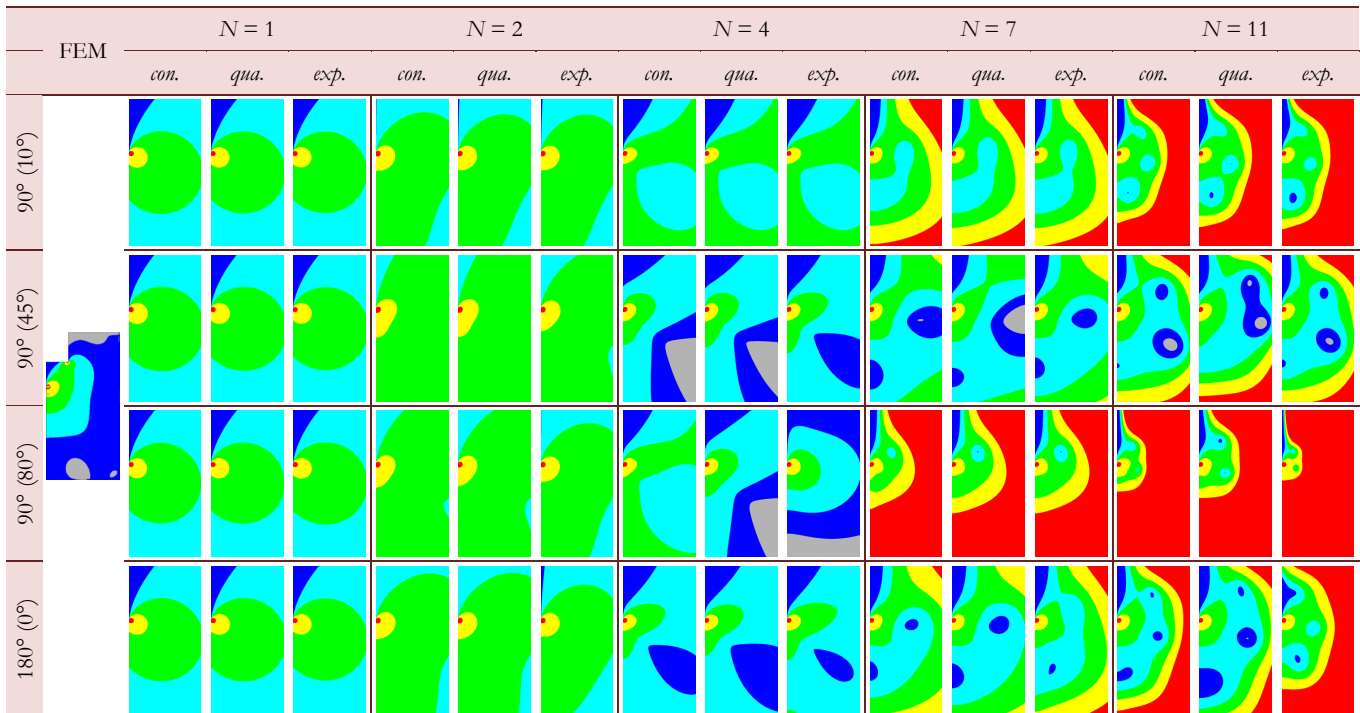 FEM N = 1 N = 2 N = 4 N = 7 N = 11
con. qua. exp. con. qua. exp. con. qua. exp. con. qua. exp. con. qua. exp.
90° (10°)
90° (45°)
90° (80°)
180° (0°)